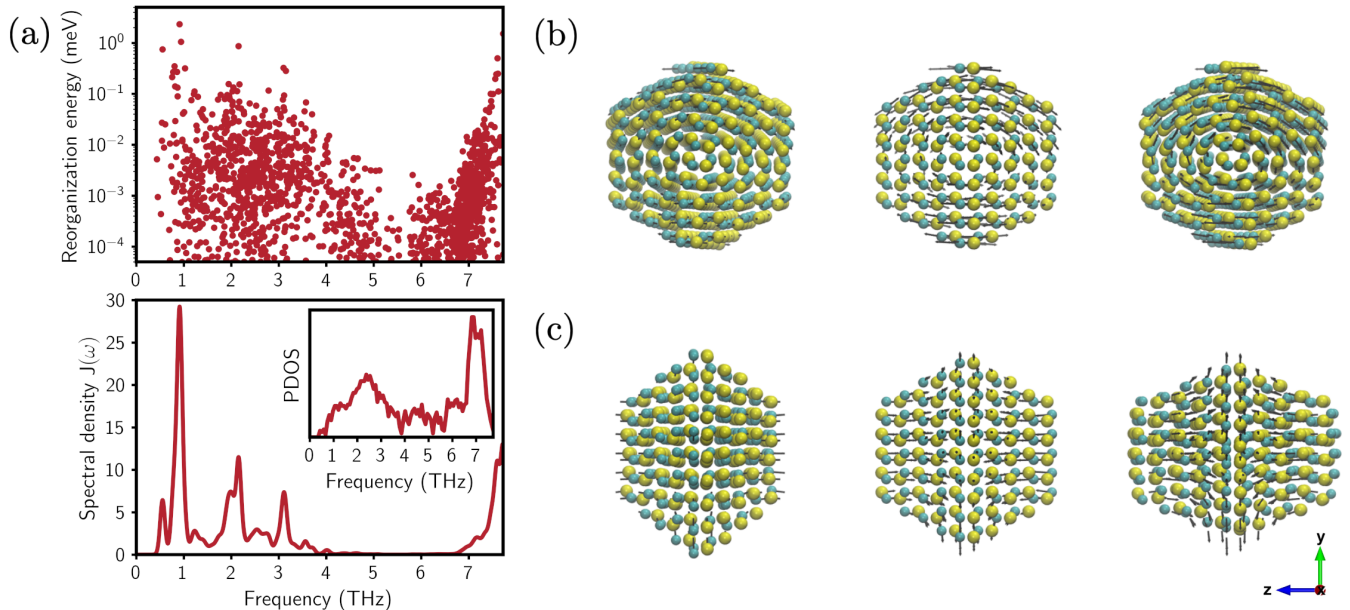 (a)
Reorganization energy (meV)
10⁰
10⁻¹
10⁻²
10⁻³
10⁻⁴
0 1 2 3 4 5 6 7
Spectral density J(ω)
30
25
20
15
10
5
0
0 1 2 3 4 5 6 7
Frequency (THz)
PDOS
0 1 2 3 4 5 6 7
Frequency (THz)
(b)
(c)
y
z
x